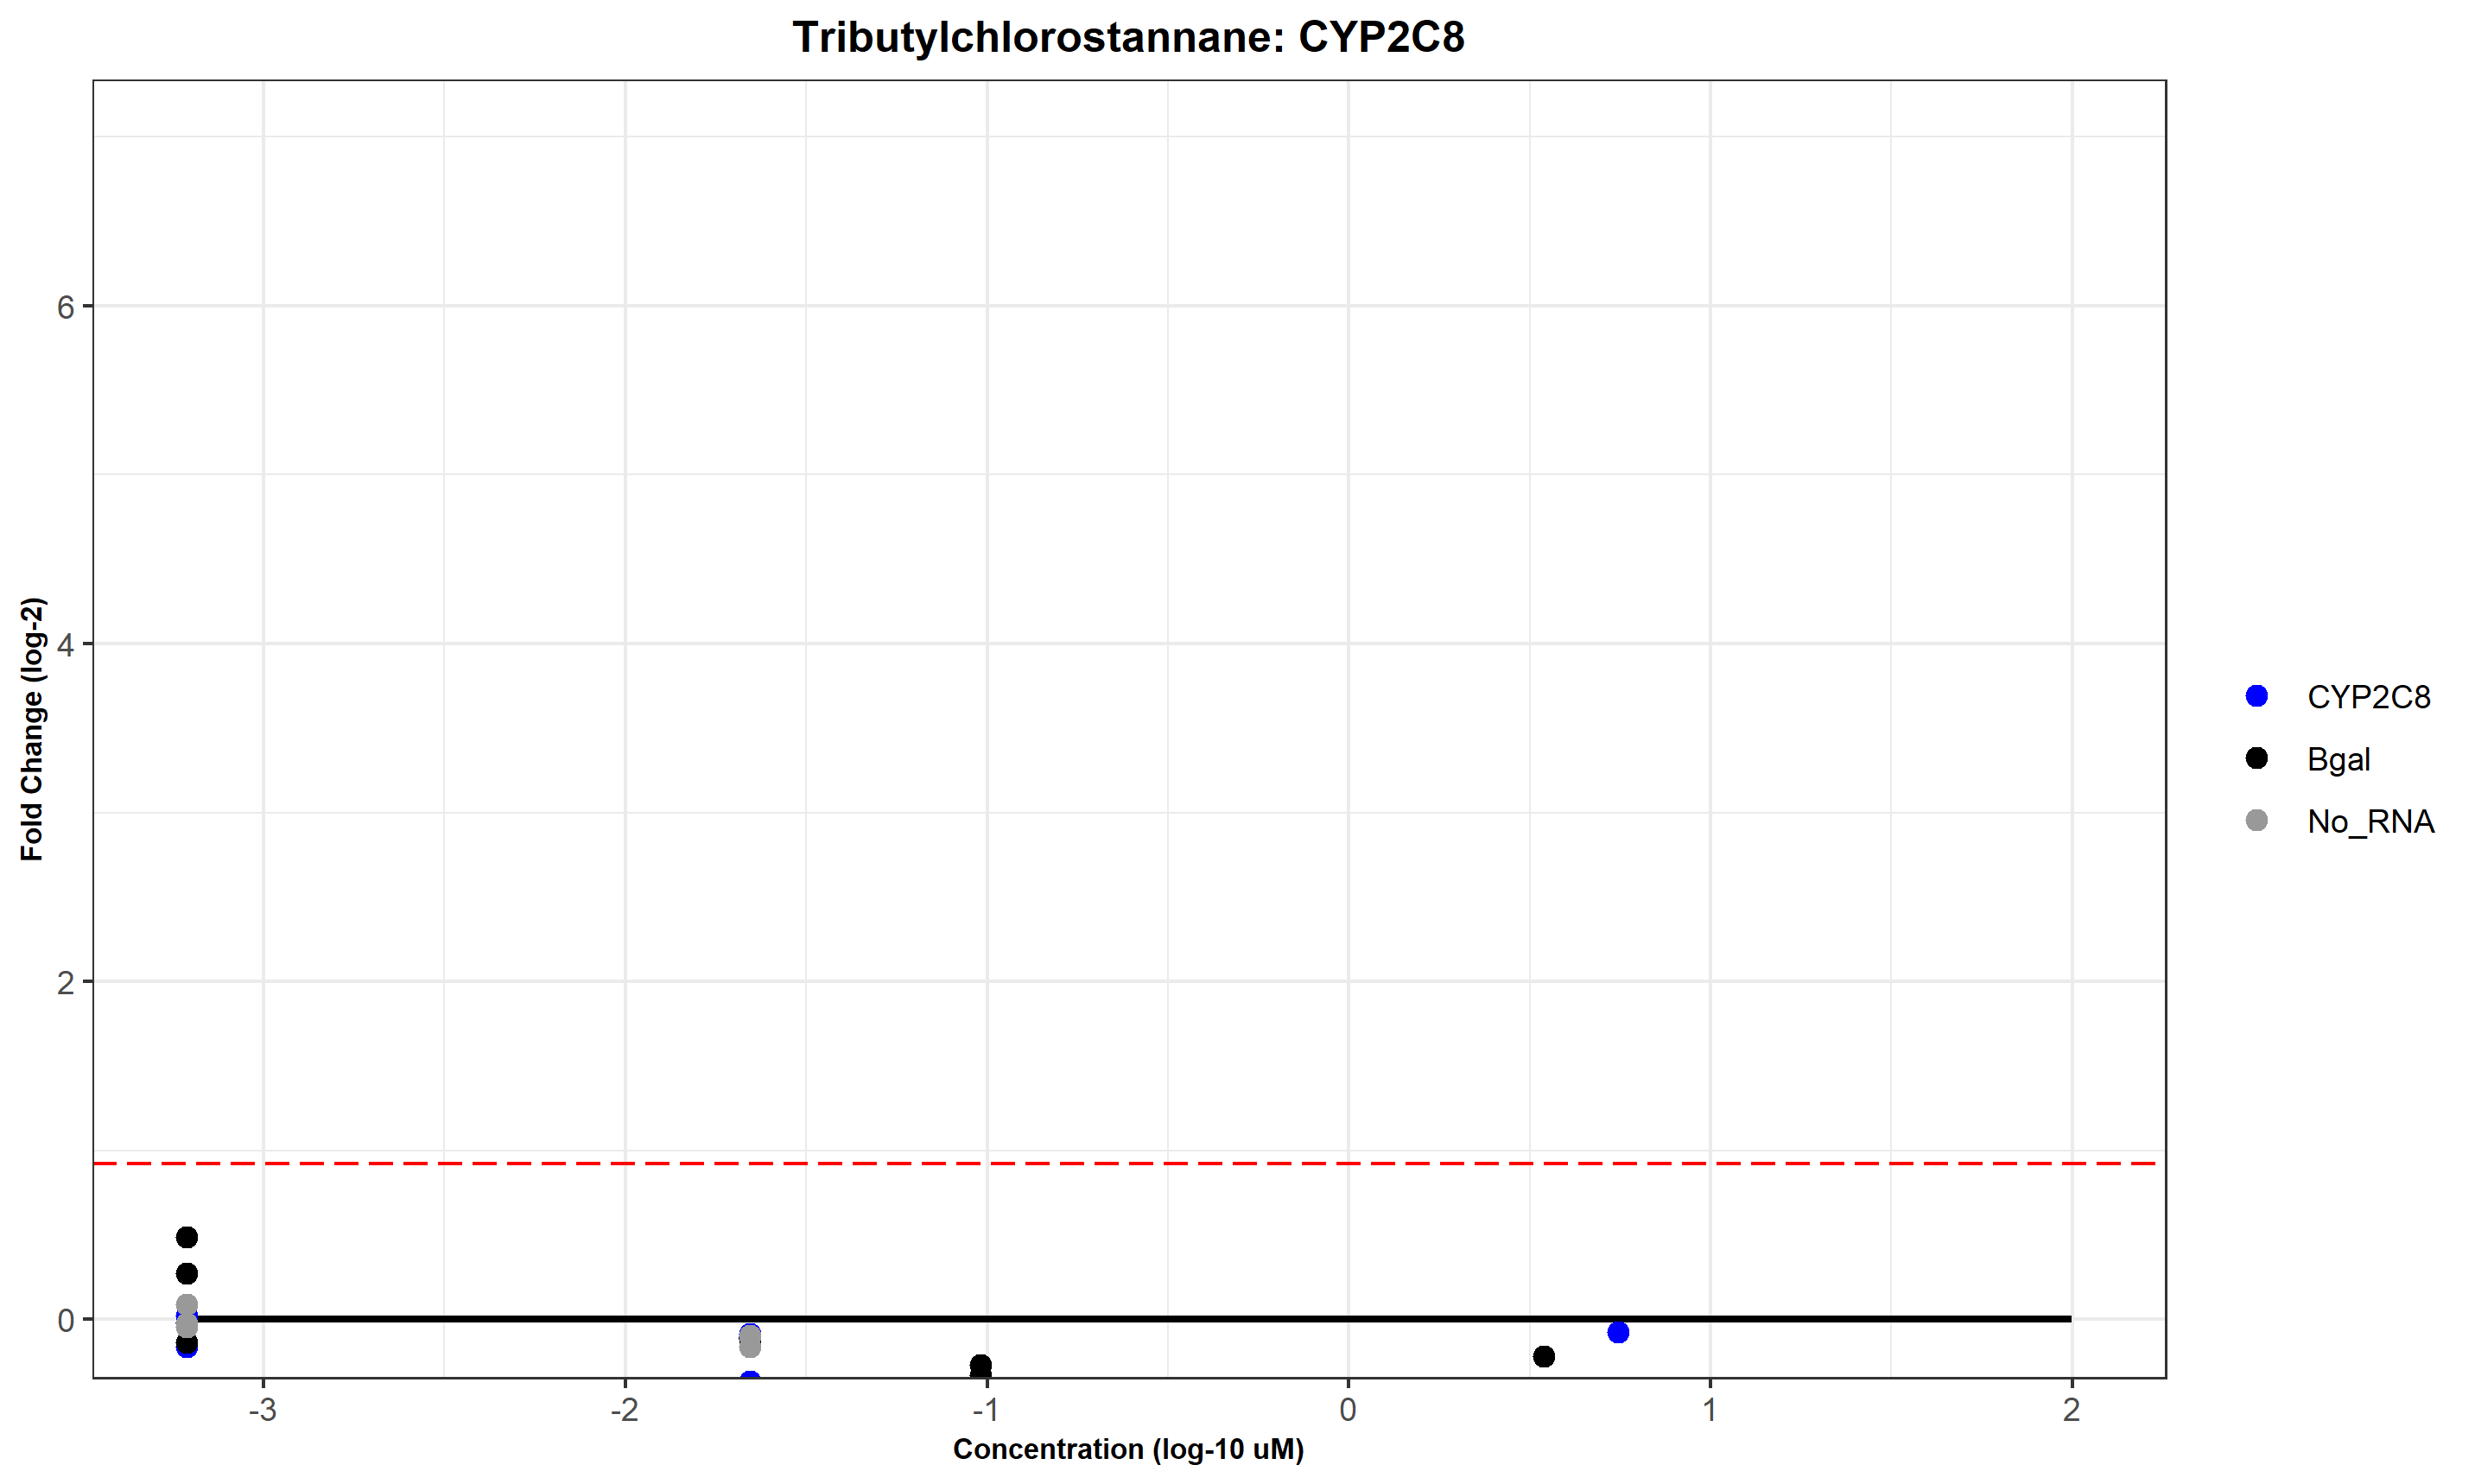 Tributylchlorostannane: CYP2C8
Fold Change (log-2)
6
4
2
0
-3
-2
-1
0
1
2
Concentration (log-10 uM)
CYP2C8
Bgal
No_RNA